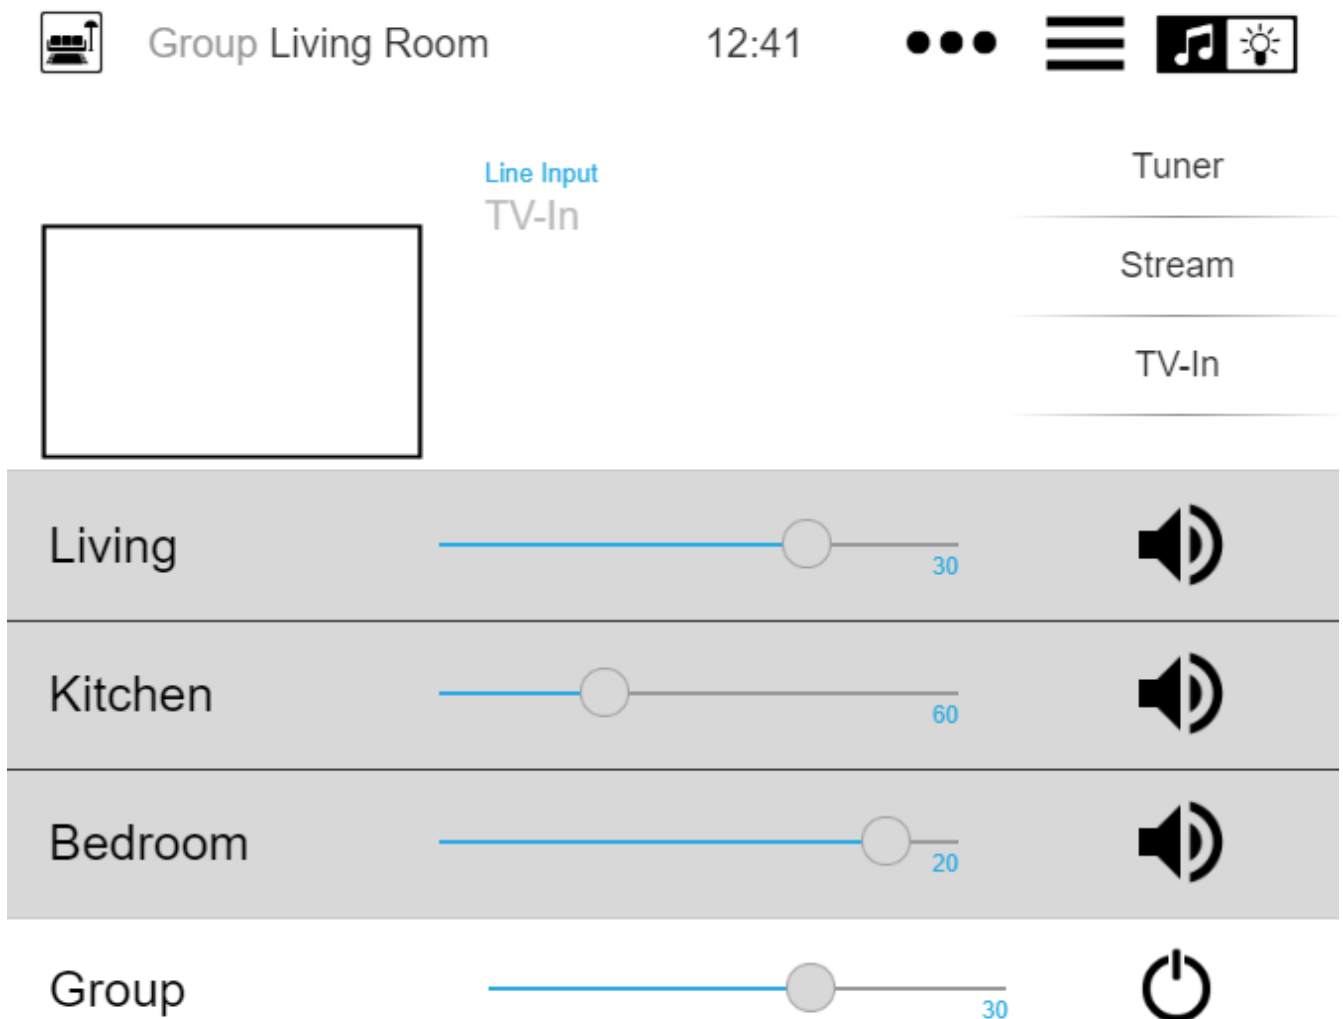 Group Living Room
12:41
Line Input
TV-In
Tuner
Stream
TV-In
Living
30
Kitchen
60
Bedroom
20
Group
30